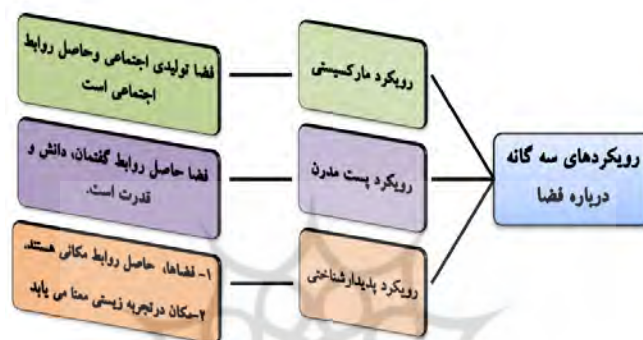 رویکردهای سه گانه
درباره فضا
رویکرد مارکسیستی
فضا تولیدی اجتماعی وحاصل روابط
اجتماعی است
رویکرد پست مدرن
فضا حاصل روابط گفتمان، دانش و
قدرت است.
رویکرد پدیدارشناختی
۱- فضاها، حاصل روابط مکانی هستند.
۲-مکان درتجربه زیستی معنا می یابد